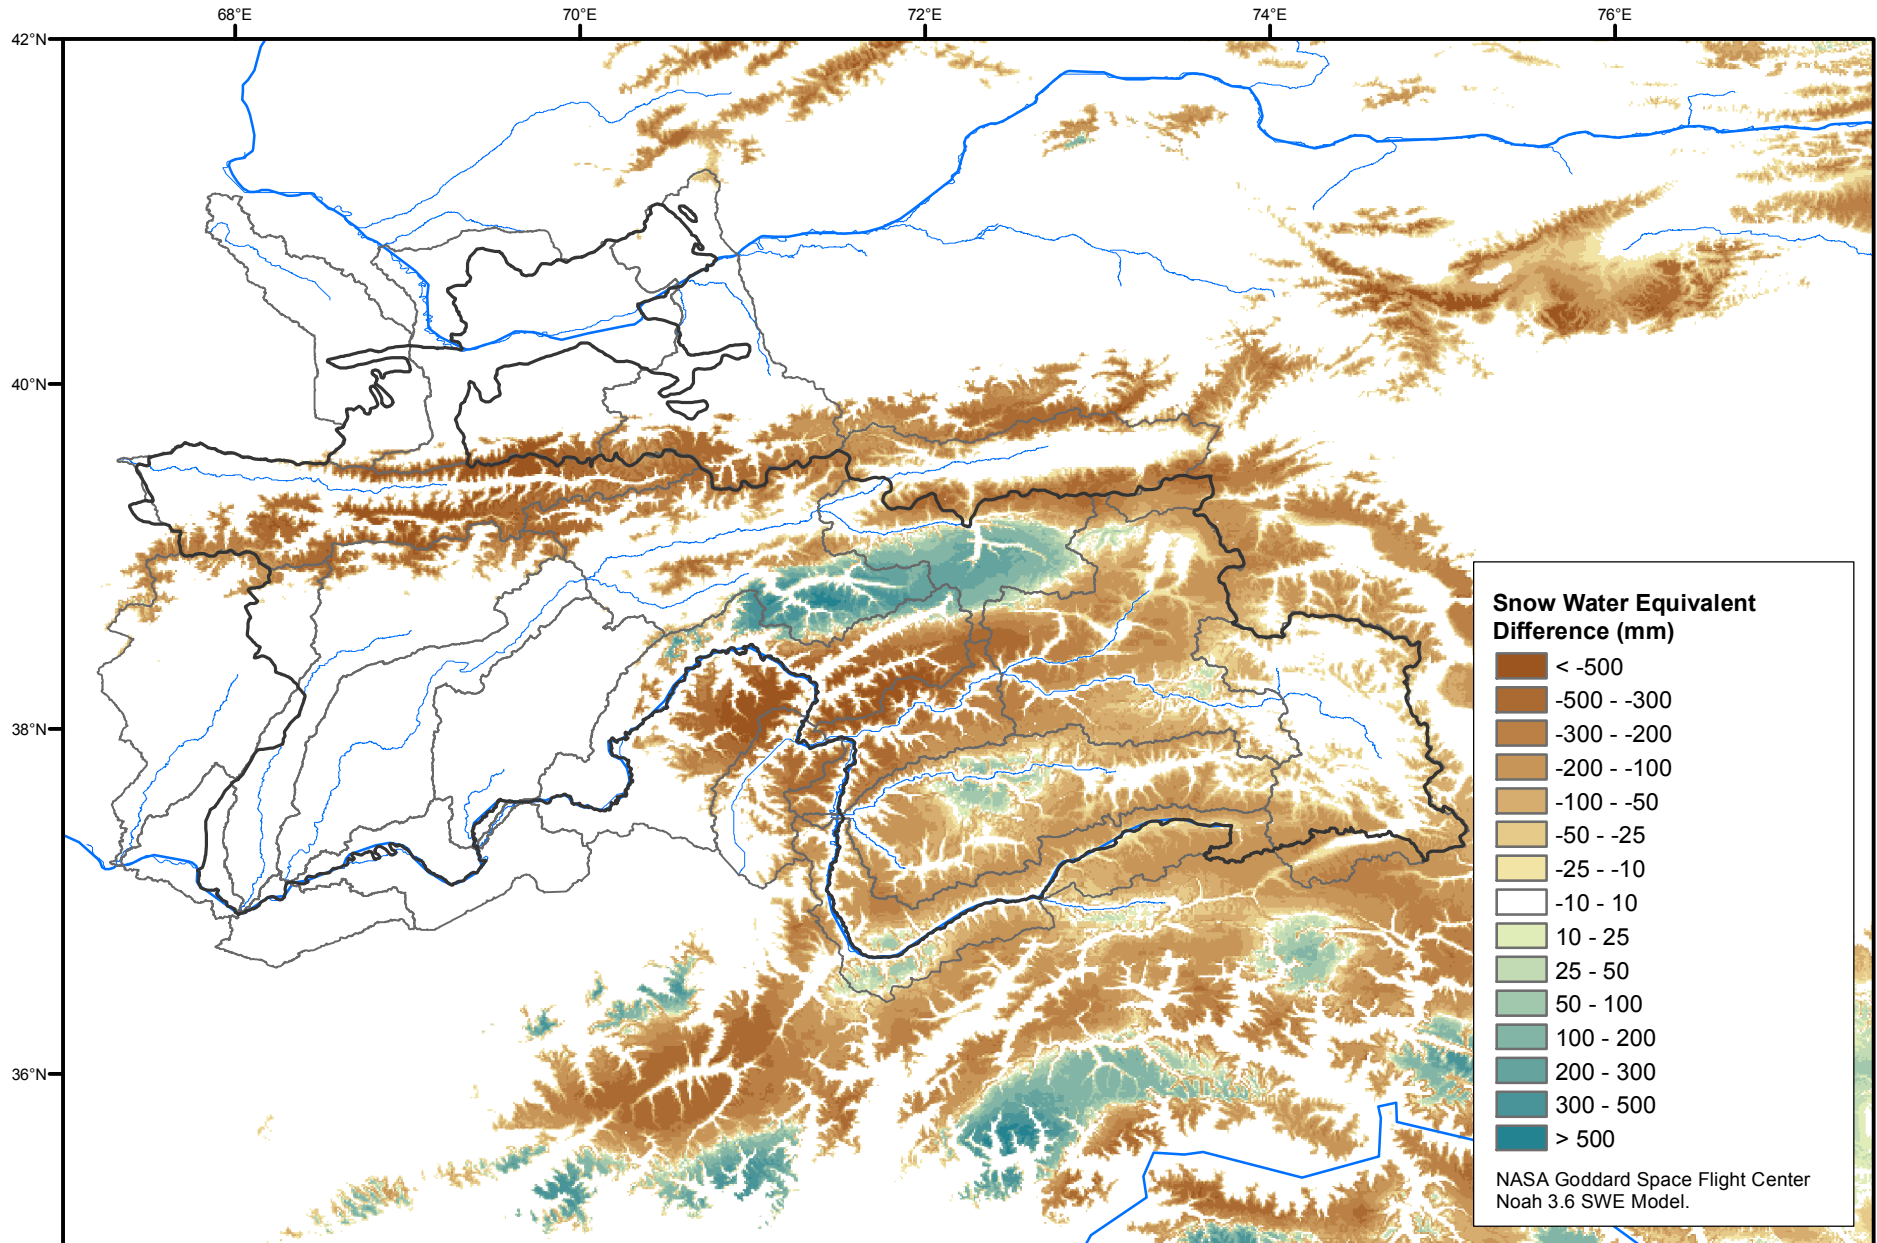 68°E
70°E
72°E
74°E
76°E
42°N
40°N
38°N
36°N
Snow Water Equivalent
Difference (mm)
< -500
-500 - -300
-300 - -200
-200 - -100
-100 - -50
-50 - -25
-25 - -10
-10 - 10
10 - 25
25 - 50
50 - 100
100 - 200
200 - 300
300 - 500
> 500
NASA Goddard Space Flight Center
Noah 3.6 SWE Model.